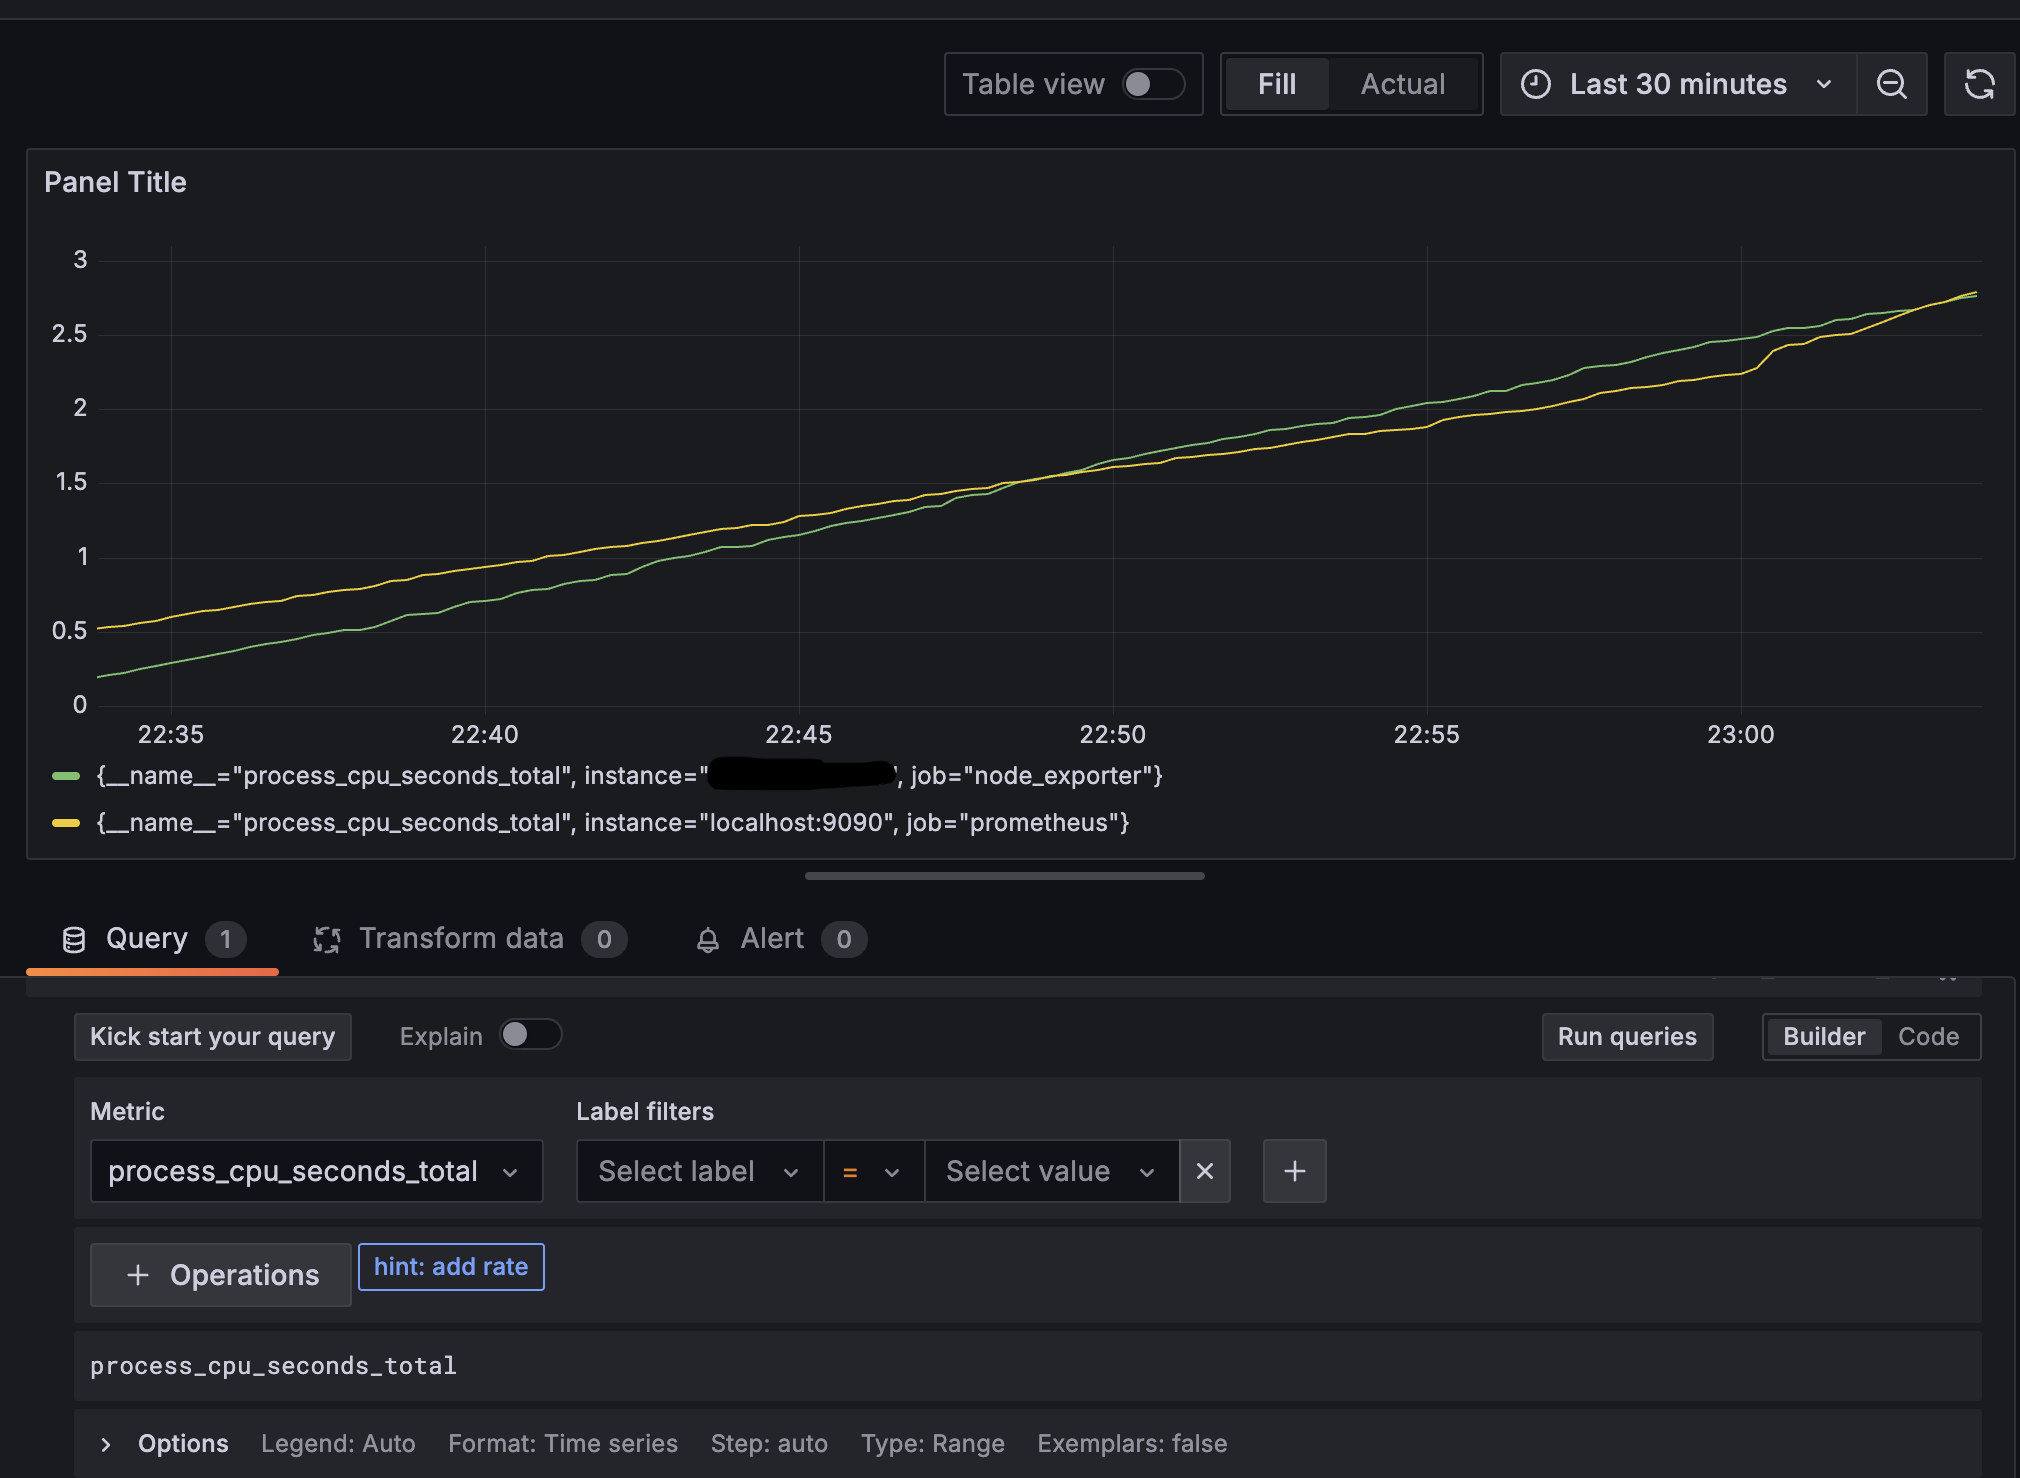 Table view Fill Actual Last 30 minutes
Panel Title
3
2.5
2
1.5
1
0.5
0
22:35 22:40 22:45 22:50 22:55 23:00
{__name__="process_cpu_seconds_total", instance="", job="node_exporter"}
{__name__="process_cpu_seconds_total", instance="localhost:9090", job="prometheus"}
Query 1 Transform data 0 Alert 0
Kick start your query Explain Run queries Builder Code
Metric Label filters
process_cpu_seconds_total Select label = Select value
+ Operations hint: add rate
process_cpu_seconds_total
Options Legend: Auto Format: Time series Step: auto Type: Range Exemplars: false